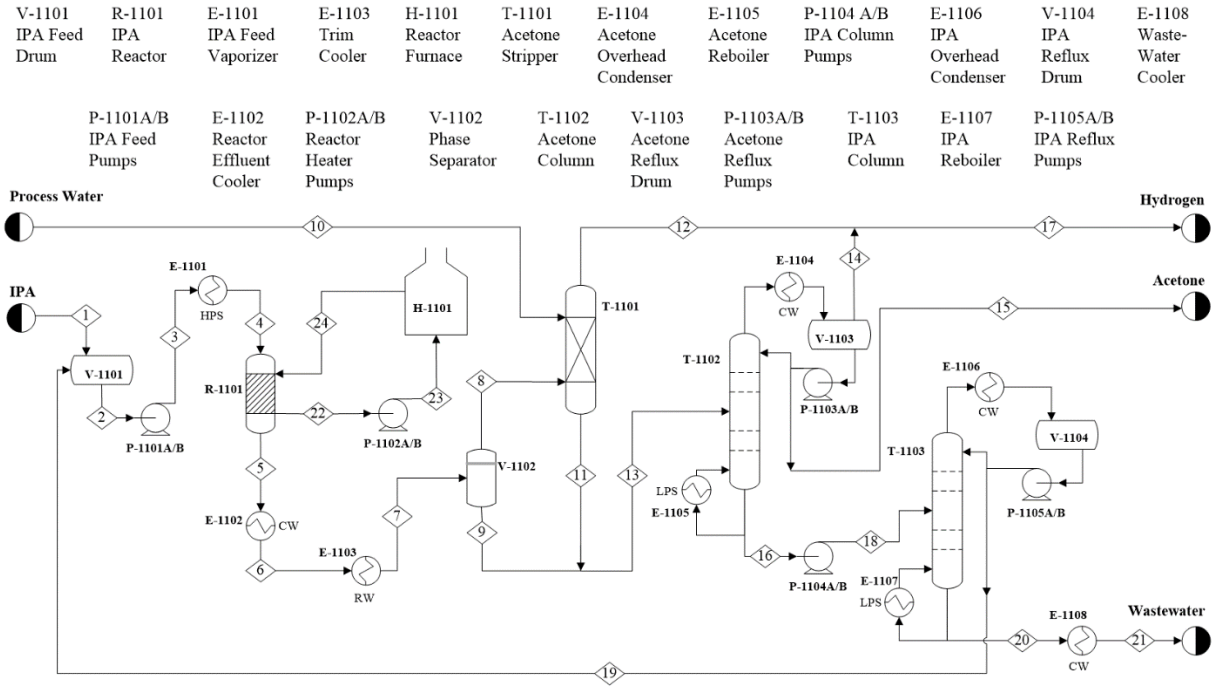 V-1101
IPA Feed
Drum
R-1101
IPA
Reactor
E-1101
IPA Feed
Vaporizer
E-1103
Trim
Cooler
H-1101
Reactor
Furnace
T-1101
Acetone
Stripper
E-1104
Acetone
Overhead
Condenser
E-1105
Acetone
Reboiler
P-1104 A/B
IPA Column
Pumps
E-1106
IPA
Overhead
Condenser
V-1104
IPA
Reflux
Drum
E-1108
Waste-
Water
Cooler
P-1101A/B
IPA Feed
Pumps
E-1102
Reactor
Effluent
Cooler
P-1102A/B
Reactor
Heater
Pumps
V-1102
Phase
Separator
T-1102
Acetone
Column
V-1103
Acetone
Reflux
Drum
P-1103A/B
Acetone
Reflux
Pumps
T-1103
IPA
Column
E-1107
IPA
Reboiler
P-1105A/B
IPA Reflux
Pumps
Process Water
10
12
17
Hydrogen
IPA
1
V-1101
2
P-1101A/B
3
E-1101
HPS
4
R-1101
24
H-1101
22
P-1102A/B
23
5
E-1102
CW
6
E-1103
RW
7
V-1102
8
9
T-1101
11
13
E-1104
CW
14
V-1103
T-1102
P-1103A/B
15
Acetone
LPS
E-1105
16
P-1104A/B
18
E-1106
CW
V-1104
T-1103
P-1105A/B
E-1107
LPS
20
E-1108
CW
21
Wastewater
19